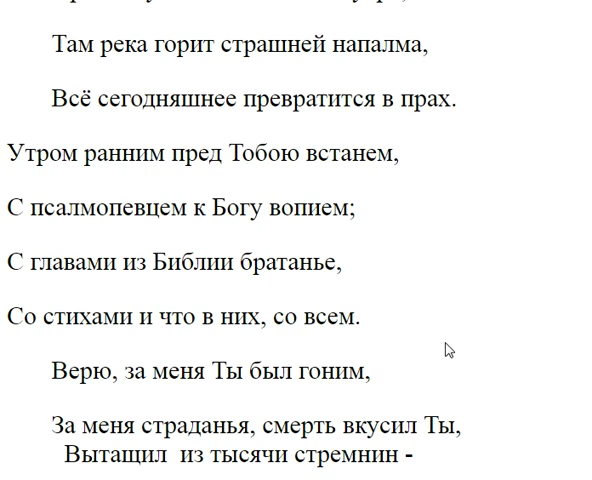 Там река горит страшней напалма,
Всё сегодняшнее превратится в прах.
Утром ранним пред Тобою встанем,
С псалмопевцем к Богу вопием;
С главами из Библии братанье,
Со стихами и что в них, со всем.
Верю, за меня Ты был гоним,
За меня страданья, смерть вкусил Ты,
Вытащил  из тысячи стремнин -